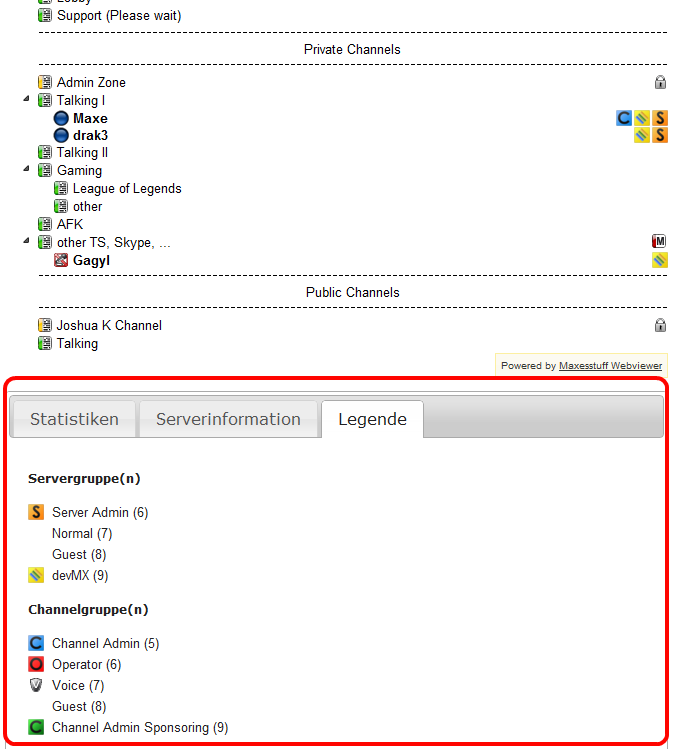 Lobby
Support (Please wait)
Private Channels
Admin Zone
Talking I
Maxe
drak3
Talking II
Gaming
League of Legends
other
AFK
other TS, Skype, ...
Gagyl
Public Channels
Joshua K Channel
Talking
Powered by Maxesstuff Webviewer
Statistiken Serverinformation Legende
Servergruppe(n)
S Server Admin (6)
Normal (7)
Guest (8)
devMX (9)
Channelgruppe(n)
C Channel Admin (5)
O Operator (6)
V Voice (7)
Guest (8)
C Channel Admin Sponsoring (9)